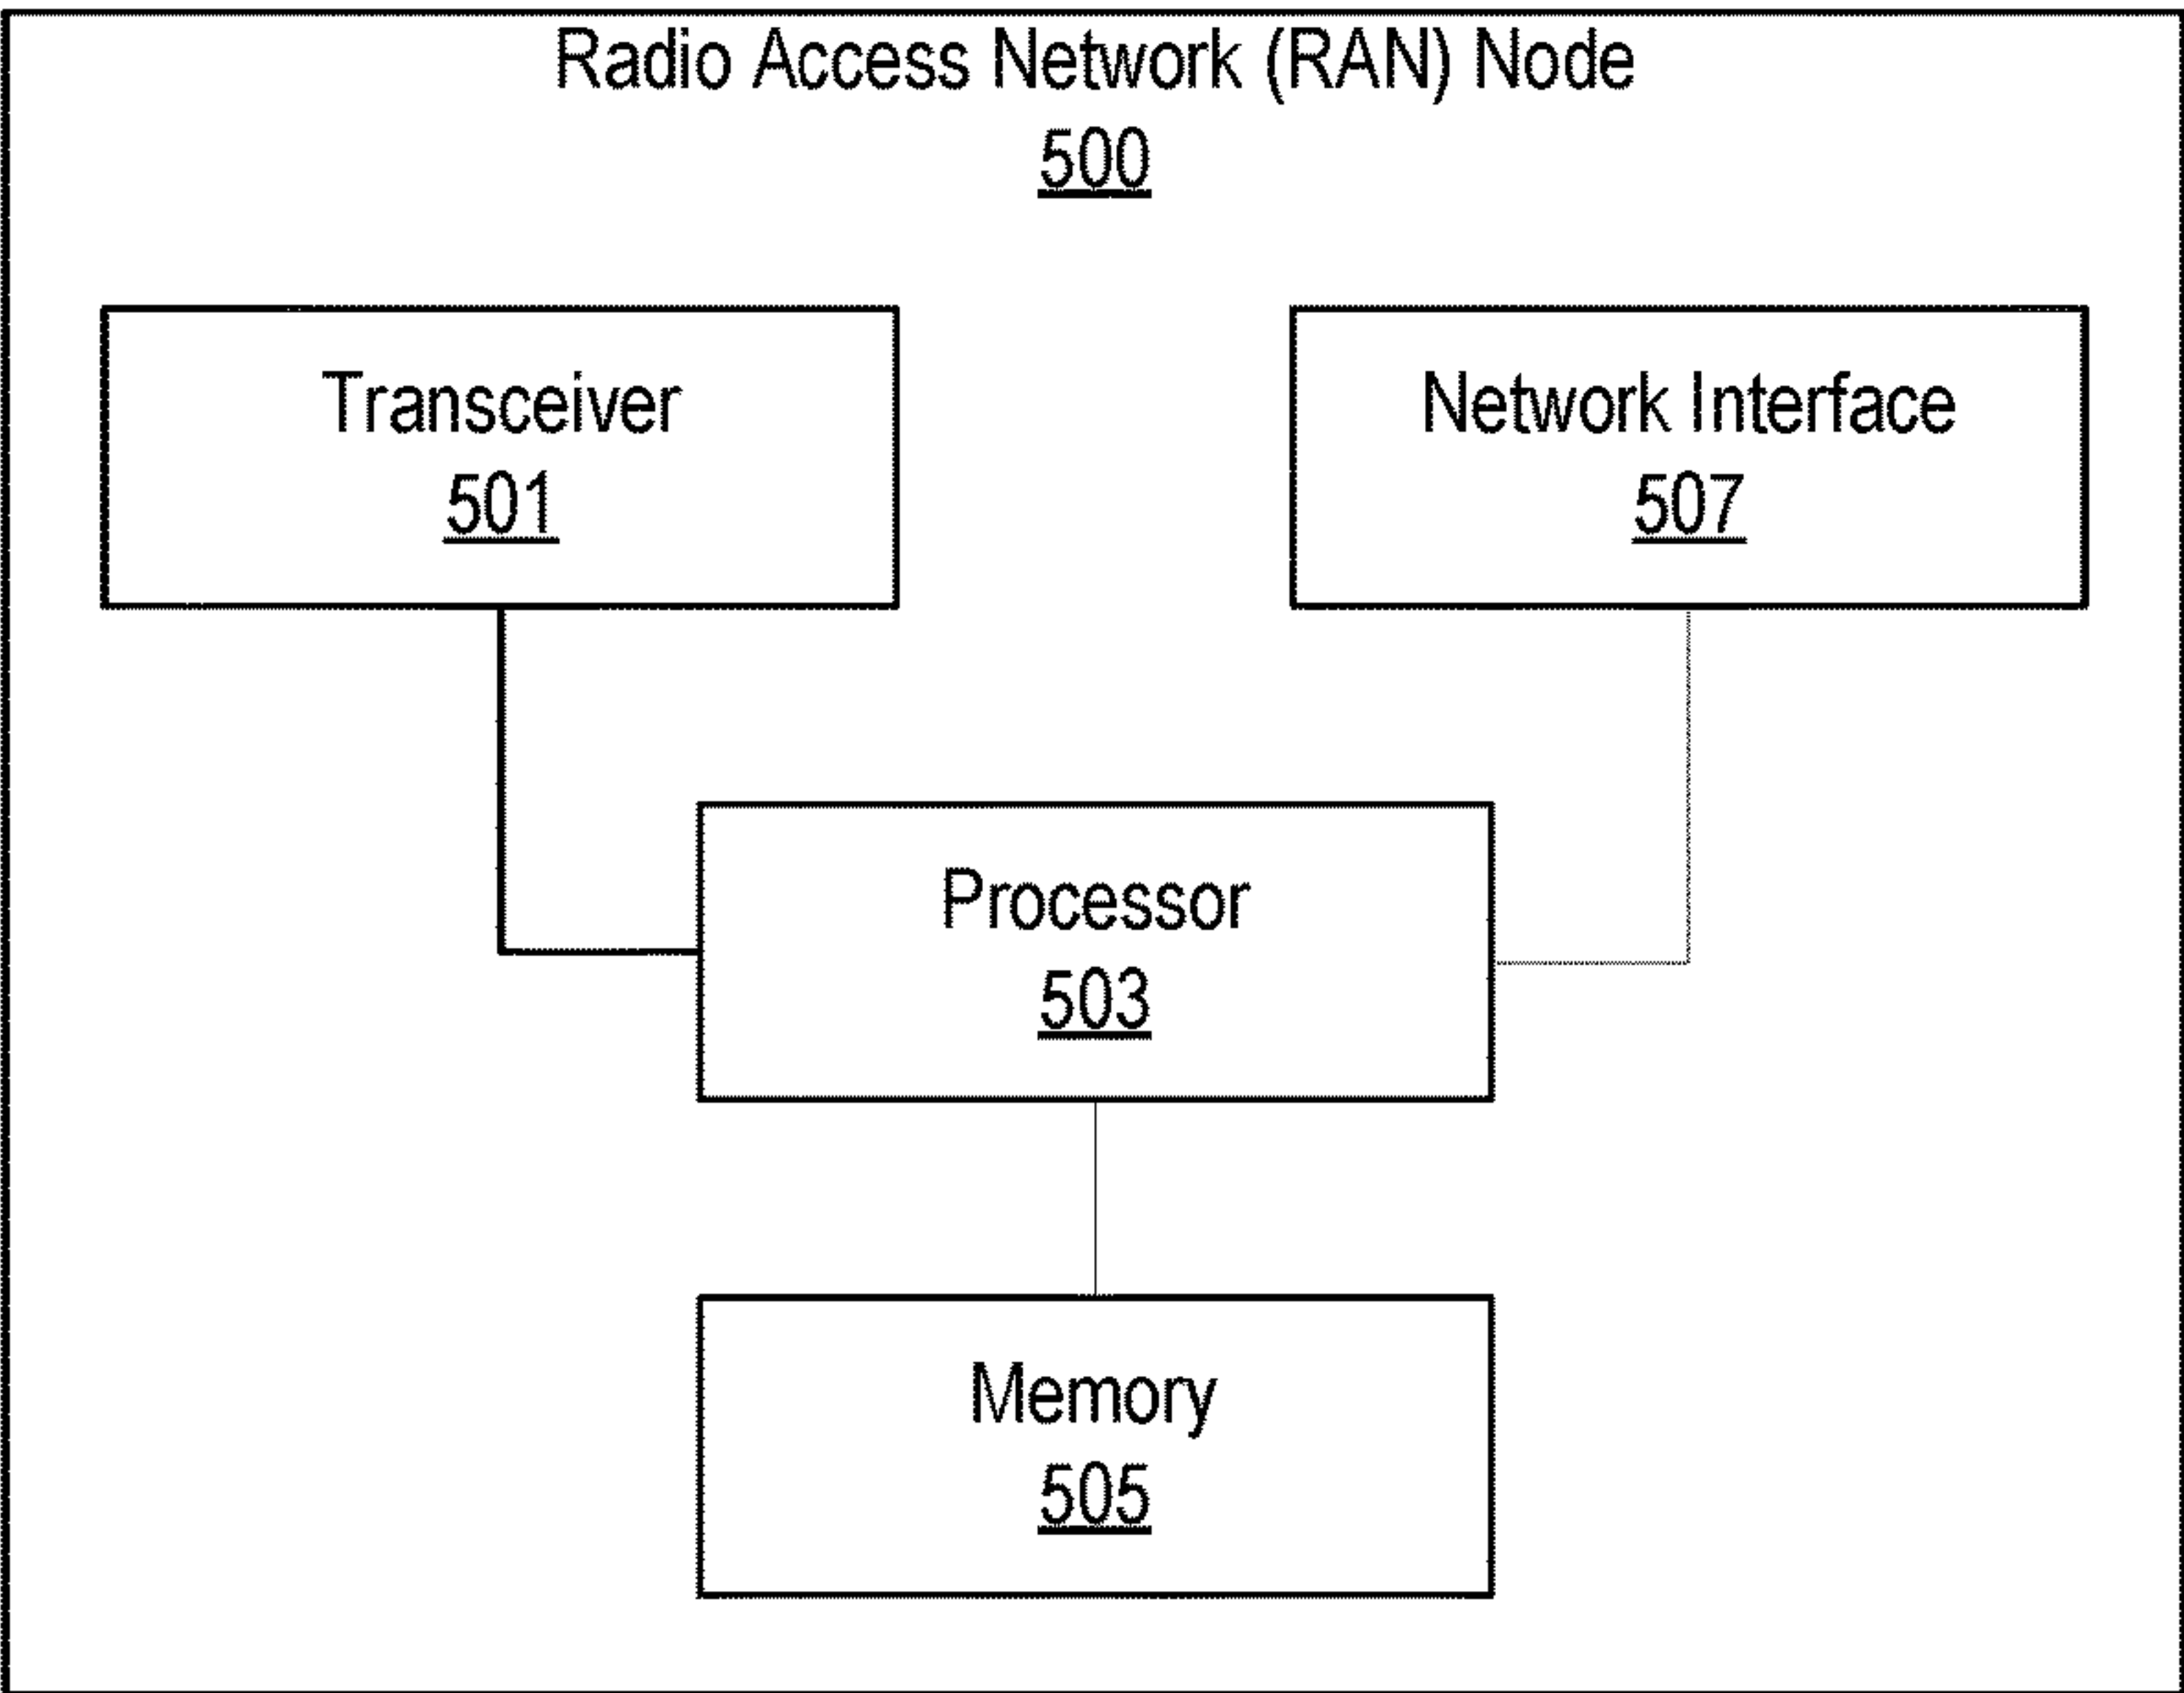 Radio Access Network (RAN) Node
500
Transceiver
501
Network Interface
507
Processor
503
Memory
505